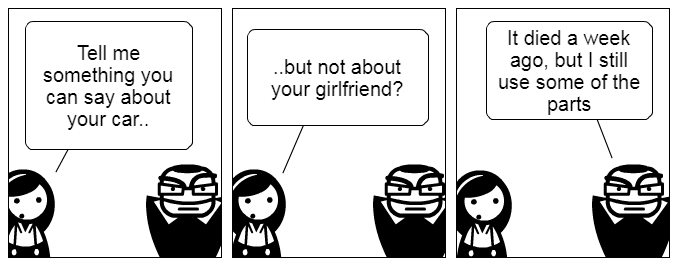 Tell me
something you
can say about
your car..
..but not about
your girlfriend?
It died a week
ago, but I still
use some of the
parts